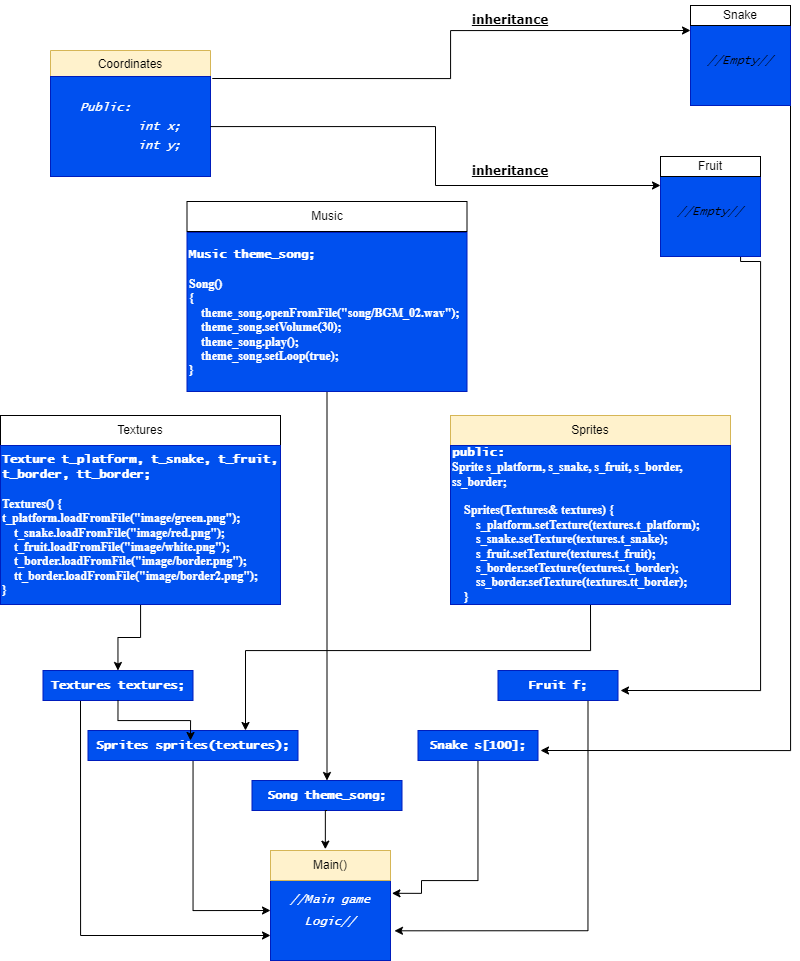 inheritance
Snake
//Empty//
Coordinates
Public:
int x;
int y;
inheritance
Fruit
//Empty//
Music
Music theme_song;
Song()
{
theme_song.openFromFile("song/BGM_02.wav");
theme_song.setVolume(30);
theme_song.play();
theme_song.setLoop(true);
}
Textures
Texture t_platform, t_snake, t_fruit,
t_border, tt_border;
Textures() {
t_platform.loadFromFile("image/green.png");
t_snake.loadFromFile("image/red.png");
t_fruit.loadFromFile("image/white.png");
t_border.loadFromFile("image/border.png");
tt_border.loadFromFile("image/border2.png");
}
Sprites
public:
Sprite s_platform, s_snake, s_fruit, s_border,
ss_border;
Sprites(Textures& textures) {
s_platform.setTexture(textures.t_platform);
s_snake.setTexture(textures.t_snake);
s_fruit.setTexture(textures.t_fruit);
s_border.setTexture(textures.t_border);
ss_border.setTexture(textures.tt_border);
}
Textures textures;
Fruit f;
Sprites sprites(textures);
Snake s[100];
Song theme_song;
Main()
//Main game
Logic//